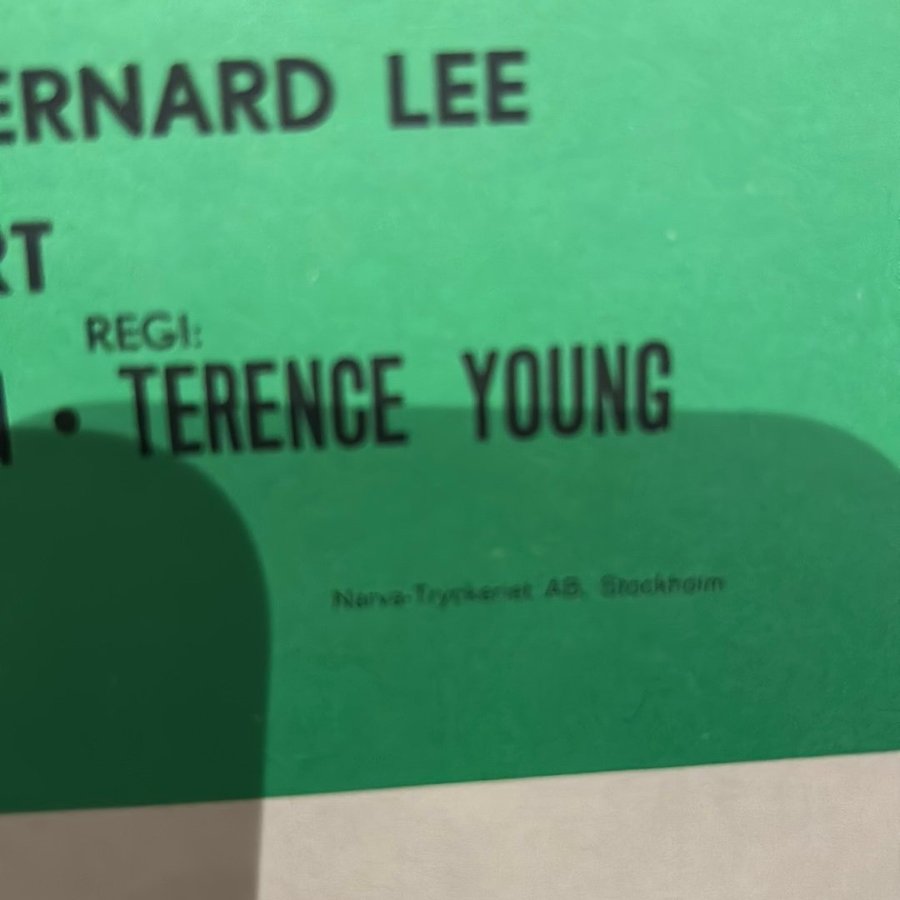 ERNARD LEE
RT
REGI:
• TERENCE YOUNG
Narva-Tryckeriet AB, Stockholm